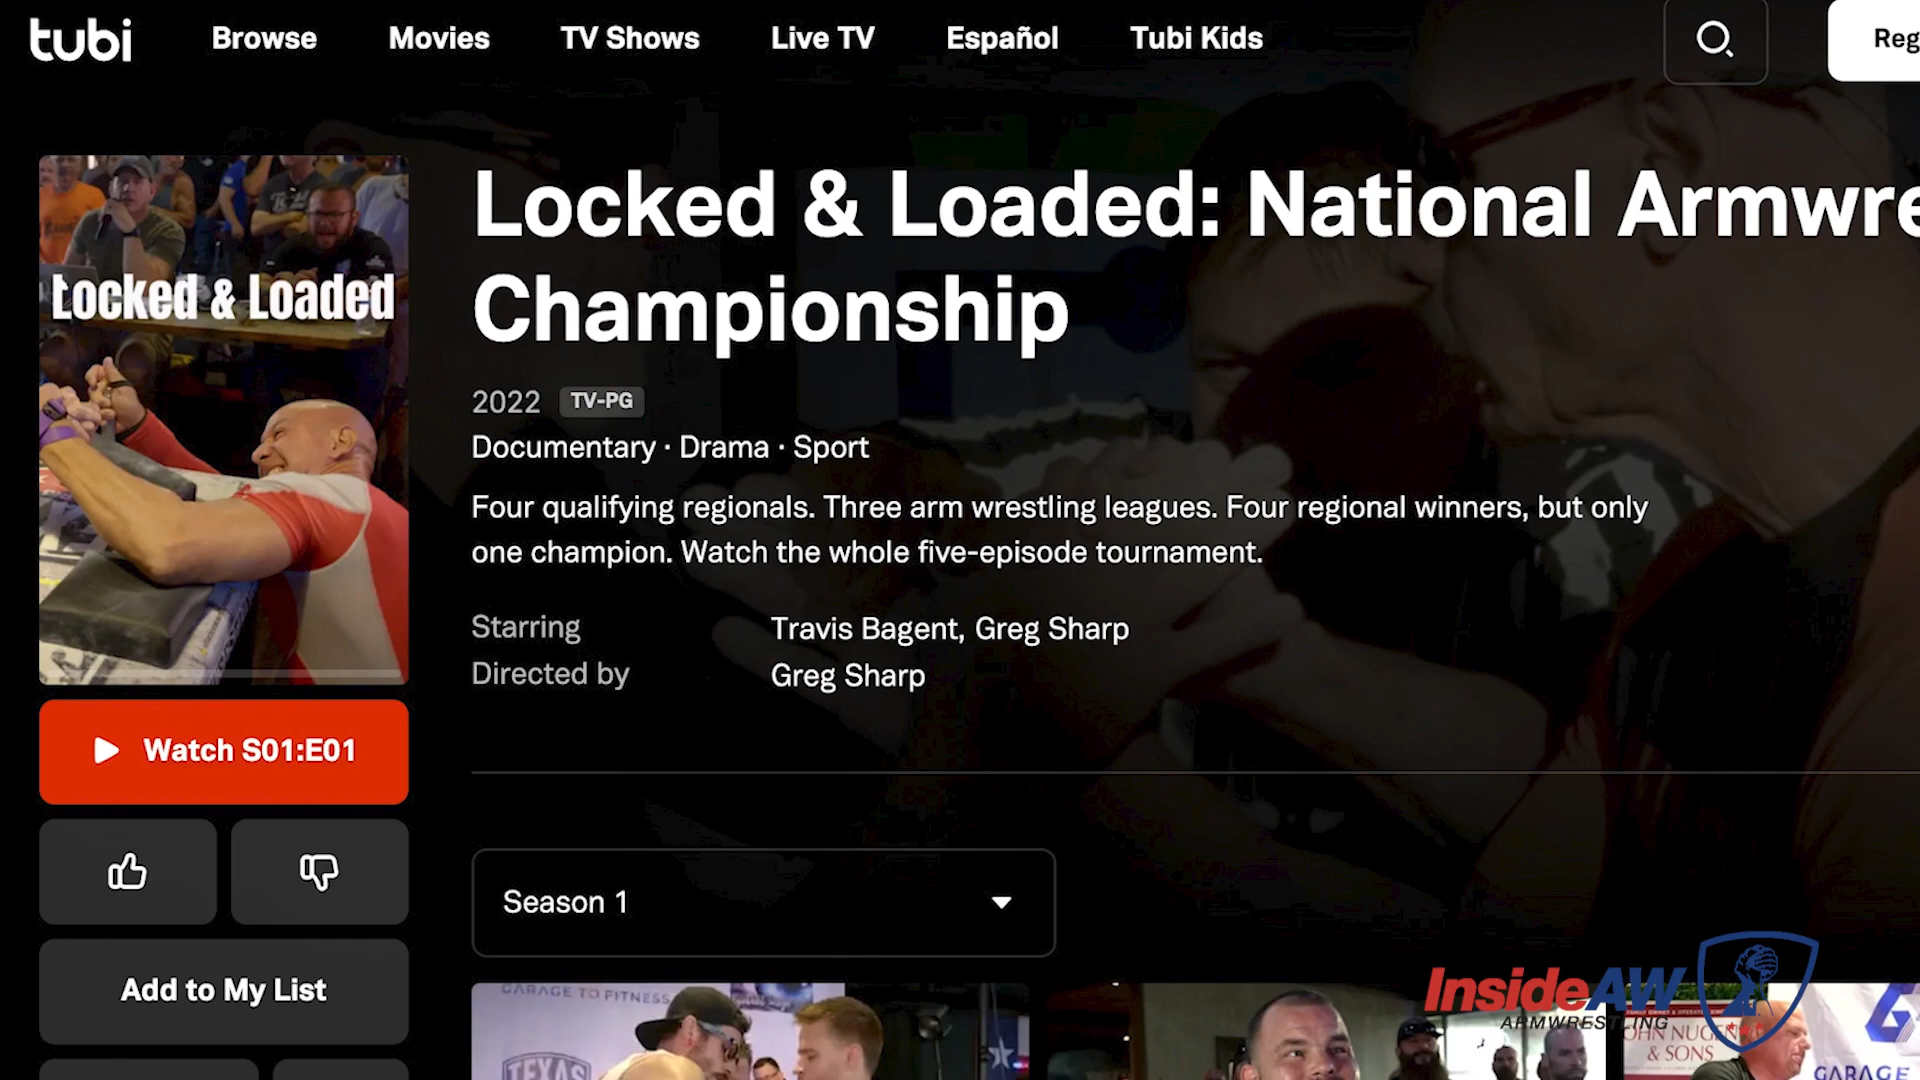 tubi
Browse
Movies
TV Shows
Live TV
Español
Tubi Kids
Reg
Locked & Loaded
Locked & Loaded: National Armwre
Championship
2022
TV-PG
Documentary · Drama · Sport
Four qualifying regionals. Three arm wrestling leagues. Four regional winners, but only
one champion. Watch the whole five-episode tournament.
Starring
Travis Bagent, Greg Sharp
Directed by
Greg Sharp
Watch S01:E01
Season 1
Add to My List
GARAGE TO FITNESS
TEXAS
InsideAW
ARMWRESTLING
OHN NUGEN
& SONS
GARAGE